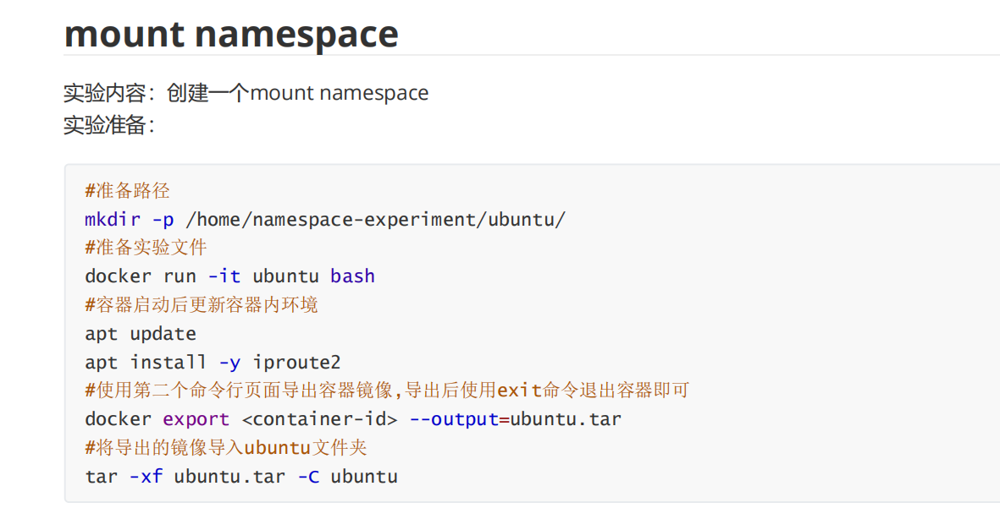 mount namespace
实验内容：创建一个mount namespace
实验准备：
#准备路径
mkdir -p /home/namespace-experiment/ubuntu/
#准备实验文件
docker run -it ubuntu bash
#容器启动后更新容器内环境
apt update
apt install -y iproute2
#使用第二个命令行页面导出容器镜像,导出后使用exit命令退出容器即可
docker export <container-id> --output=ubuntu.tar
#将导出的镜像导入ubuntu文件夹
tar -xf ubuntu.tar -C ubuntu